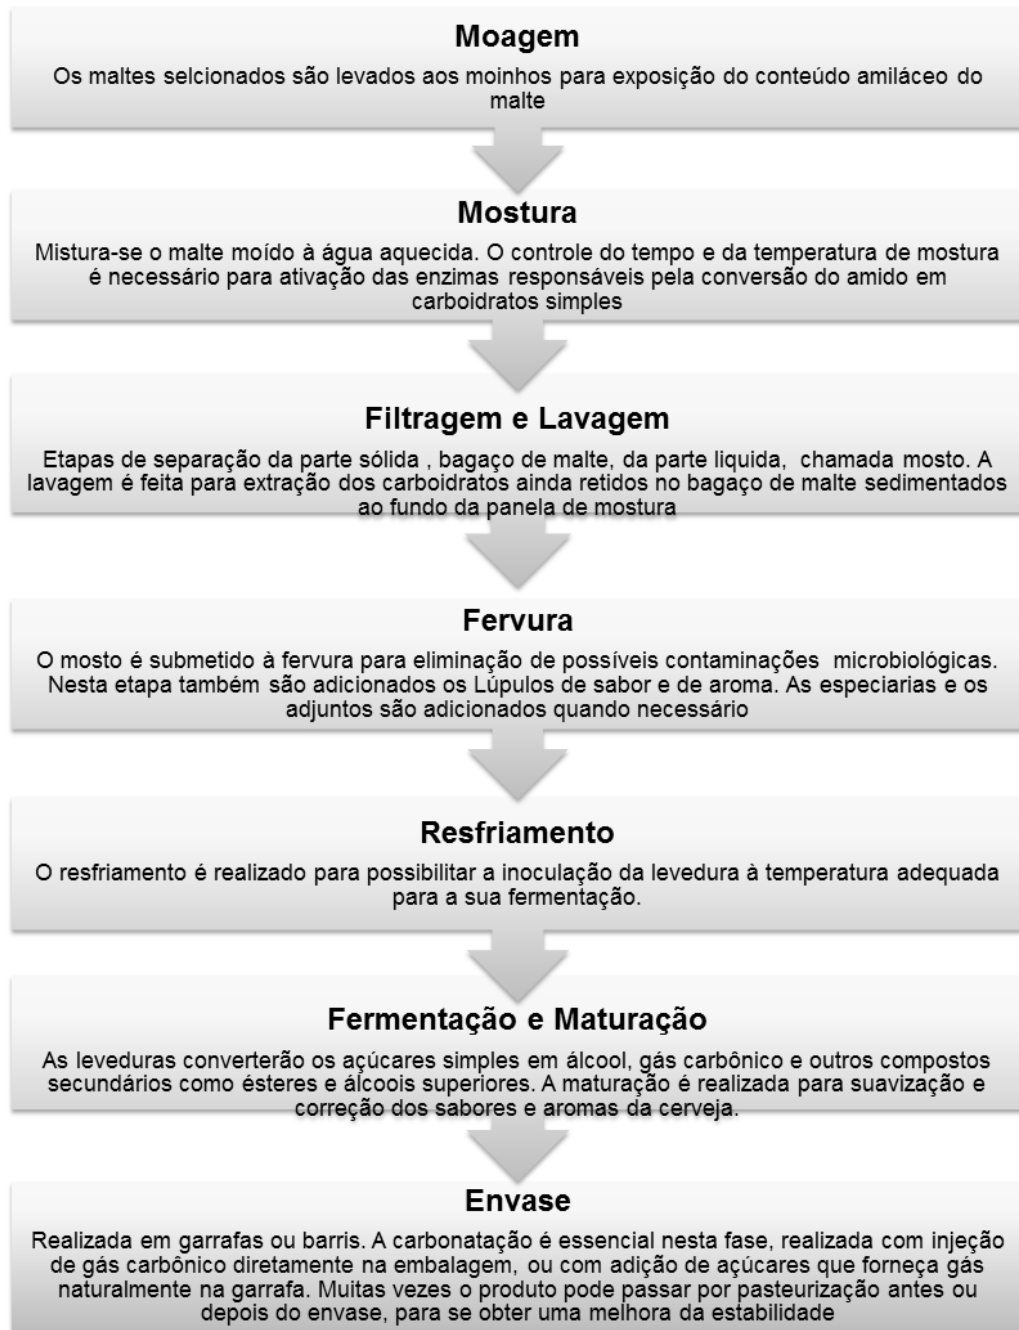 Moagem
Os maltes selcionados são levados aos moinhos para exposição do conteúdo amiláceo do
malte
Mostura
Mistura-se o malte moído à água aquecida. O controle do tempo e da temperatura de mostura
é necessário para ativação das enzimas responsáveis pela conversão do amido em
carboidratos simples
Filtragem e Lavagem
Etapas de separação da parte sólida , bagaço de malte, da parte liquida, chamada mosto. A
lavagem é feita para extração dos carboidratos ainda retidos no bagaço de malte sedimentados
ao fundo da panela de mostura
Fervura
O mosto é submetido à fervura para eliminação de possíveis contaminações microbiológicas.
Nesta etapa também são adicionados os Lúpulos de sabor e de aroma. As especiarias e os
adjuntos são adicionados quando necessário
Resfriamento
O resfriamento é realizado para possibilitar a inoculação da levedura à temperatura adequada
para a sua fermentação.
Fermentação e Maturação
As leveduras converterão os açúcares simples em álcool, gás carbônico e outros compostos
secundários como ésteres e álcoois superiores. A maturação é realizada para suavização e
correção dos sabores e aromas da cerveja.
Envase
Realizada em garrafas ou barris. A carbonatação é essencial nesta fase, realizada com injeção
de gás carbônico diretamente na embalagem, ou com adição de açúcares que forneça gás
naturalmente na garrafa. Muitas vezes o produto pode passar por pasteurização antes ou
depois do envase, para se obter uma melhora da estabilidade